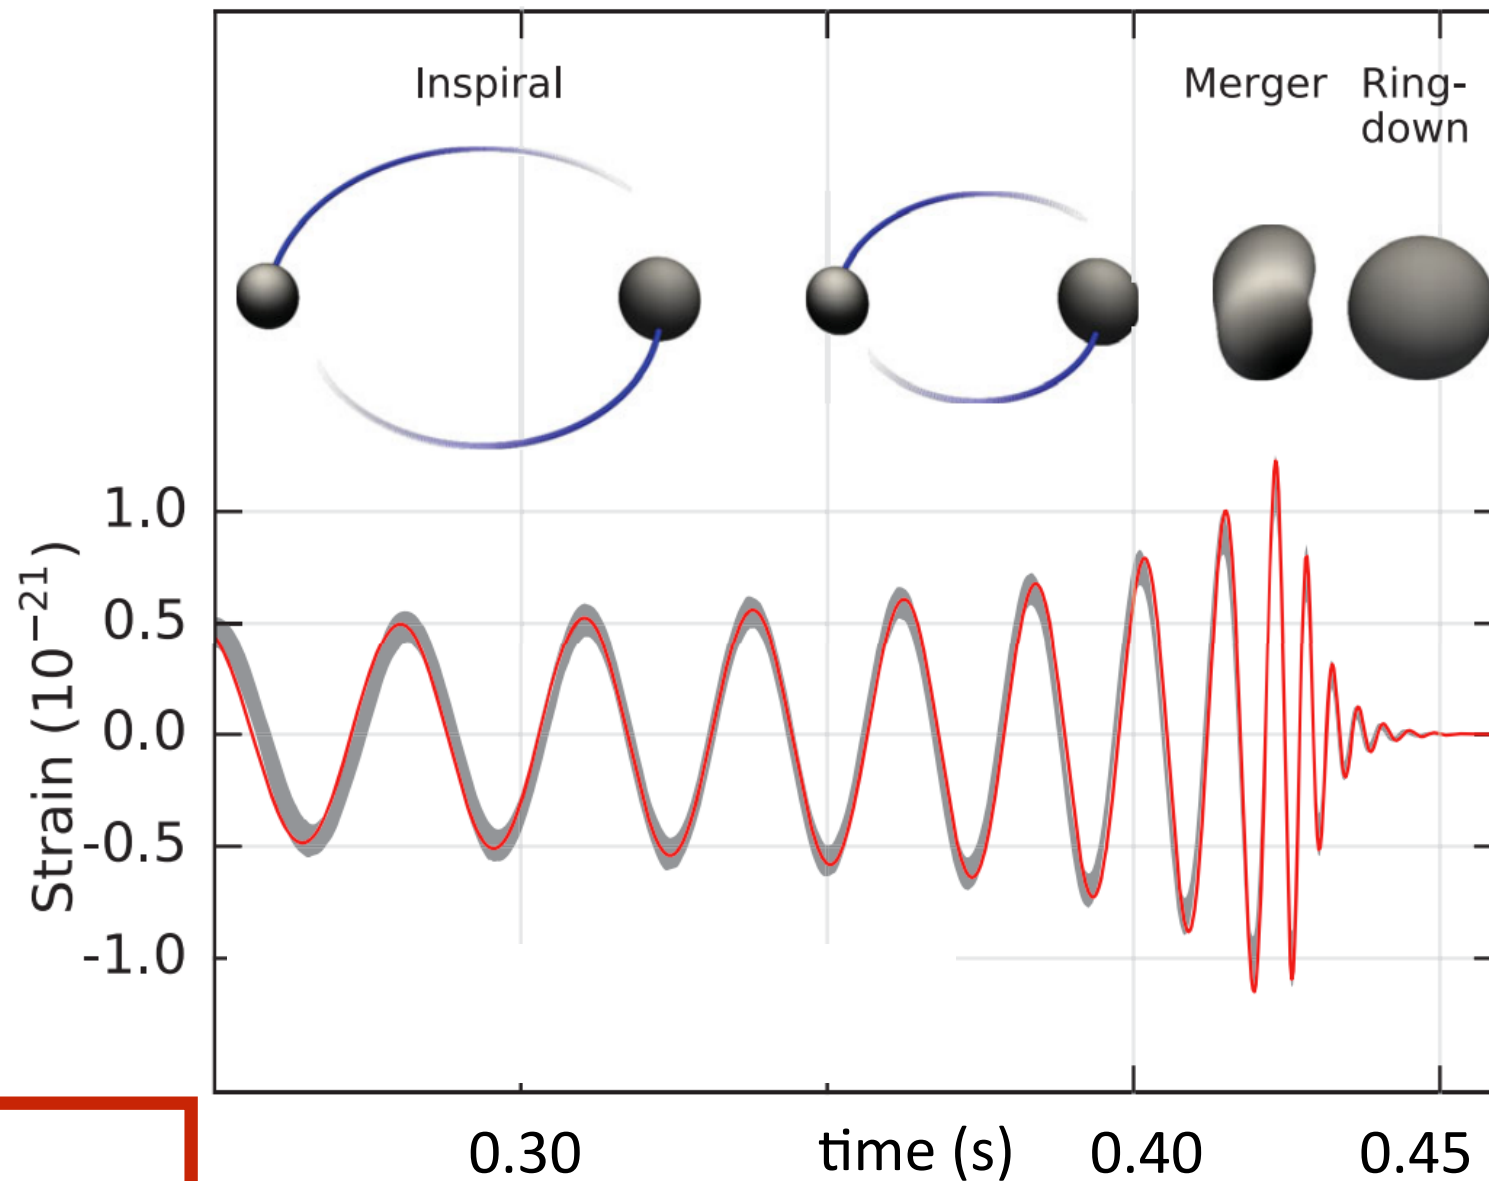 Inspiral
Merger
Ring-
down
Strain (10⁻²¹)
1.0
0.5
0.0
-0.5
-1.0
0.30
time (s)
0.40
0.45